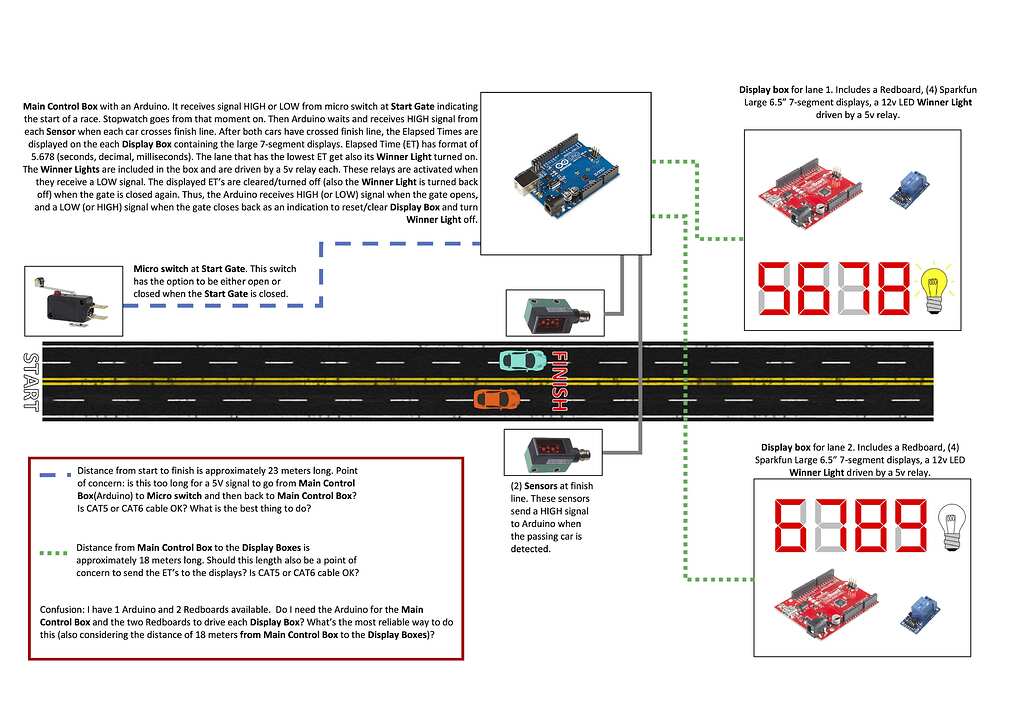 Main Control Box with an Arduino. It receives signal HIGH or LOW from micro switch at Start Gate indicating
the start of a race. Stopwatch goes from that moment on. Then Arduino waits and receives HIGH signal from
each Sensor when each car crosses finish line. After both cars have crossed finish line, the Elapsed Times are
displayed on the each Display Box containing the large 7-segment displays. Elapsed Time (ET) has format of
5.678 (seconds, decimal, milliseconds). The lane that has the lowest ET get also its Winner Light turned on.
The Winner Lights are included in the box and are driven by a 5v relay each. These relays are activated when
they receive a LOW signal. The displayed ET's are cleared/turned off (also the Winner Light is turned back
off) when the gate is closed again. Thus, the Arduino receives HIGH (or LOW) signal when the gate opens,
and a LOW (or HIGH) signal when the gate closes back as an indication to reset/clear Display Box and turn
Winner Light off.
Display box for lane 1. Includes a Redboard, (4) Sparkfun
Large 6.5” 7-segment displays, a 12v LED Winner Light
driven by a 5v relay.
5678
Micro switch at Start Gate. This switch
has the option to be either open or
closed when the Start Gate is closed.
START
FINISH
Distance from start to finish is approximately 23 meters long. Point
of concern: is this too long for a 5V signal to go from Main Control
Box(Arduino) to Micro switch and then back to Main Control Box?
Is CAT5 or CAT6 cable OK? What is the best thing to do?
Distance from Main Control Box to the Display Boxes is
approximately 18 meters long. Should this length also be a point of
concern to send the ET's to the displays? Is CAT5 or CAT6 cable OK?
Confusion: I have 1 Arduino and 2 Redboards available. Do I need the Arduino for the Main
Control Box and the two Redboards to drive each Display Box? What's the most reliable way to do
this (also considering the distance of 18 meters from Main Control Box to the Display Boxes)?
(2) Sensors at finish
line. These sensors
send a HIGH signal
to Arduino when
the passing car is
detected.
Display box for lane 2. Includes a Redboard, (4)
Sparkfun Large 6.5” 7-segment displays, a 12v LED
Winner Light driven by a 5v relay.
6789